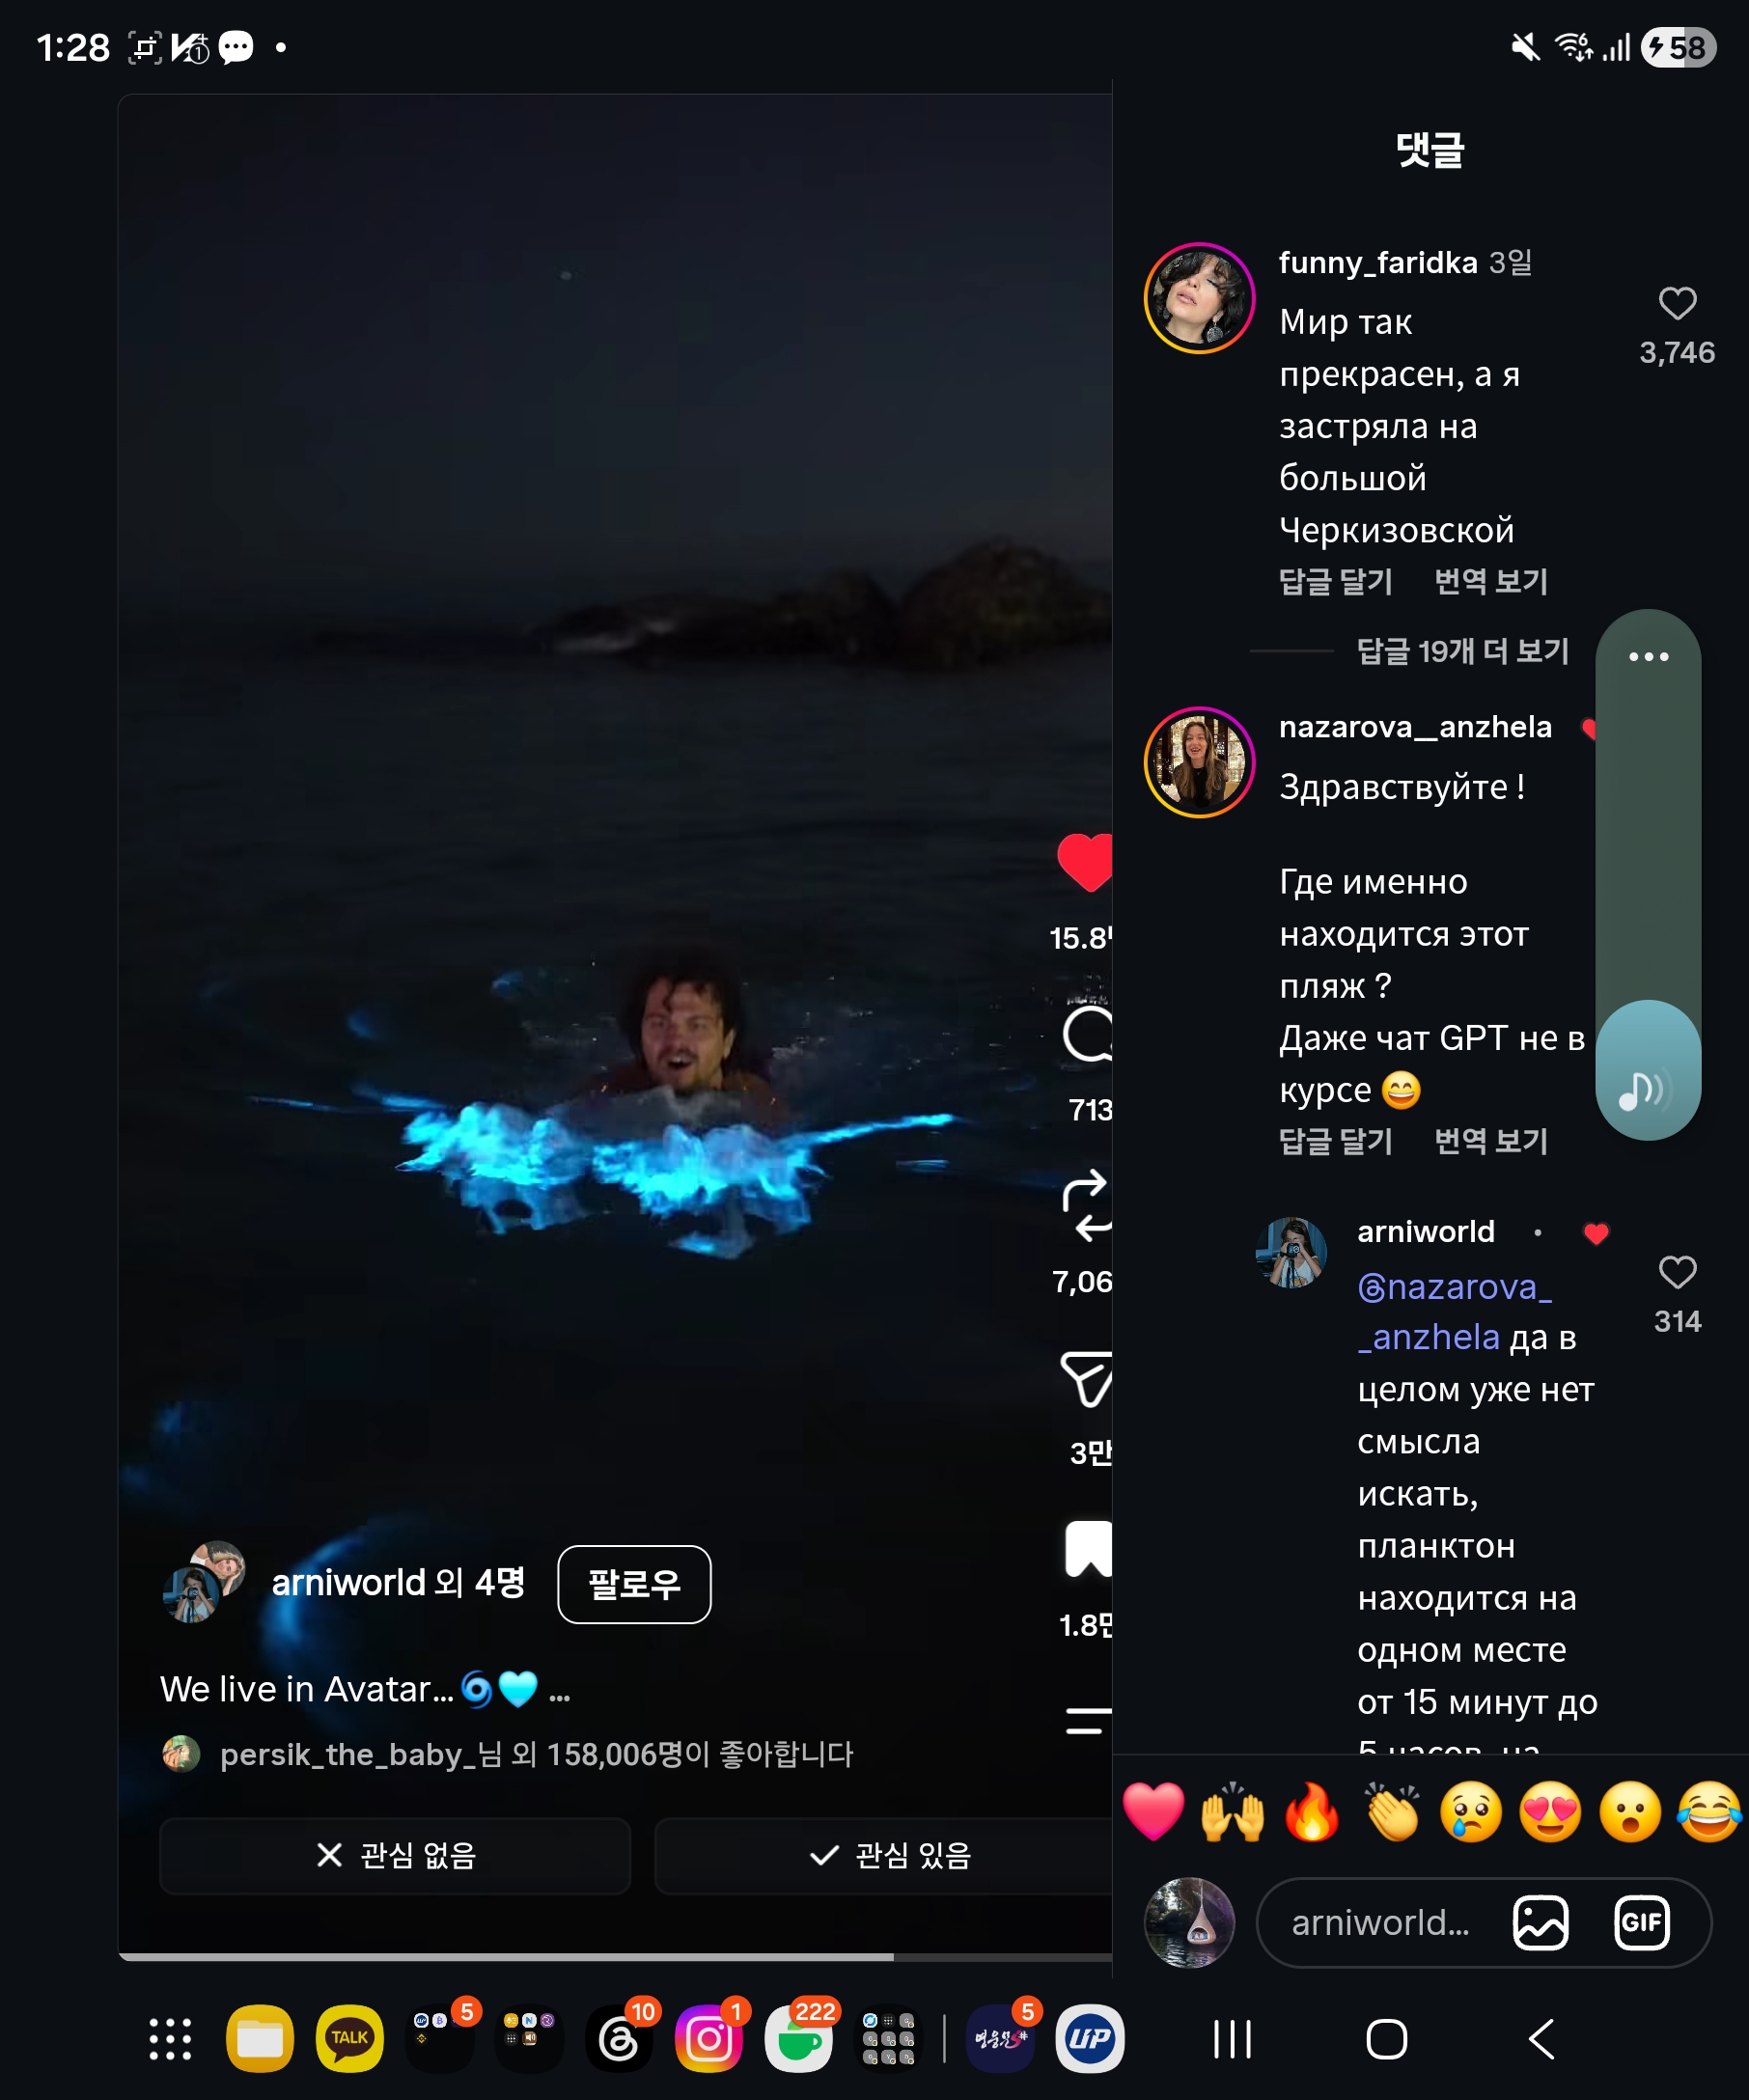 1:28
58
댓글
funny_faridka 3일
Мир так
прекрасен, а я
застряла на
большой
Черкизовской
3,746
답글 달기 번역 보기
답글 19개 더 보기
nazarova__anzhela
Здравствуйте !
Где именно
находится этот
пляж ?
Даже чат GPT не в
курсе 😄
답글 달기 번역 보기
arniworld
@nazarova_
_anzhela да в
целом уже нет
смысла
искать,
планктон
находится на
одном месте
от 15 минут до
5 часов, на
314
15.8
713
7,06
3만
1.8만
arniworld 외 4명
팔로우
We live in Avatar...🌀🩵 ...
persik_the_baby_님 외 158,006명이 좋아합니다
관심 없음
관심 있음
arniworld...
GIF
TALK
5
10
1
222
5
UP